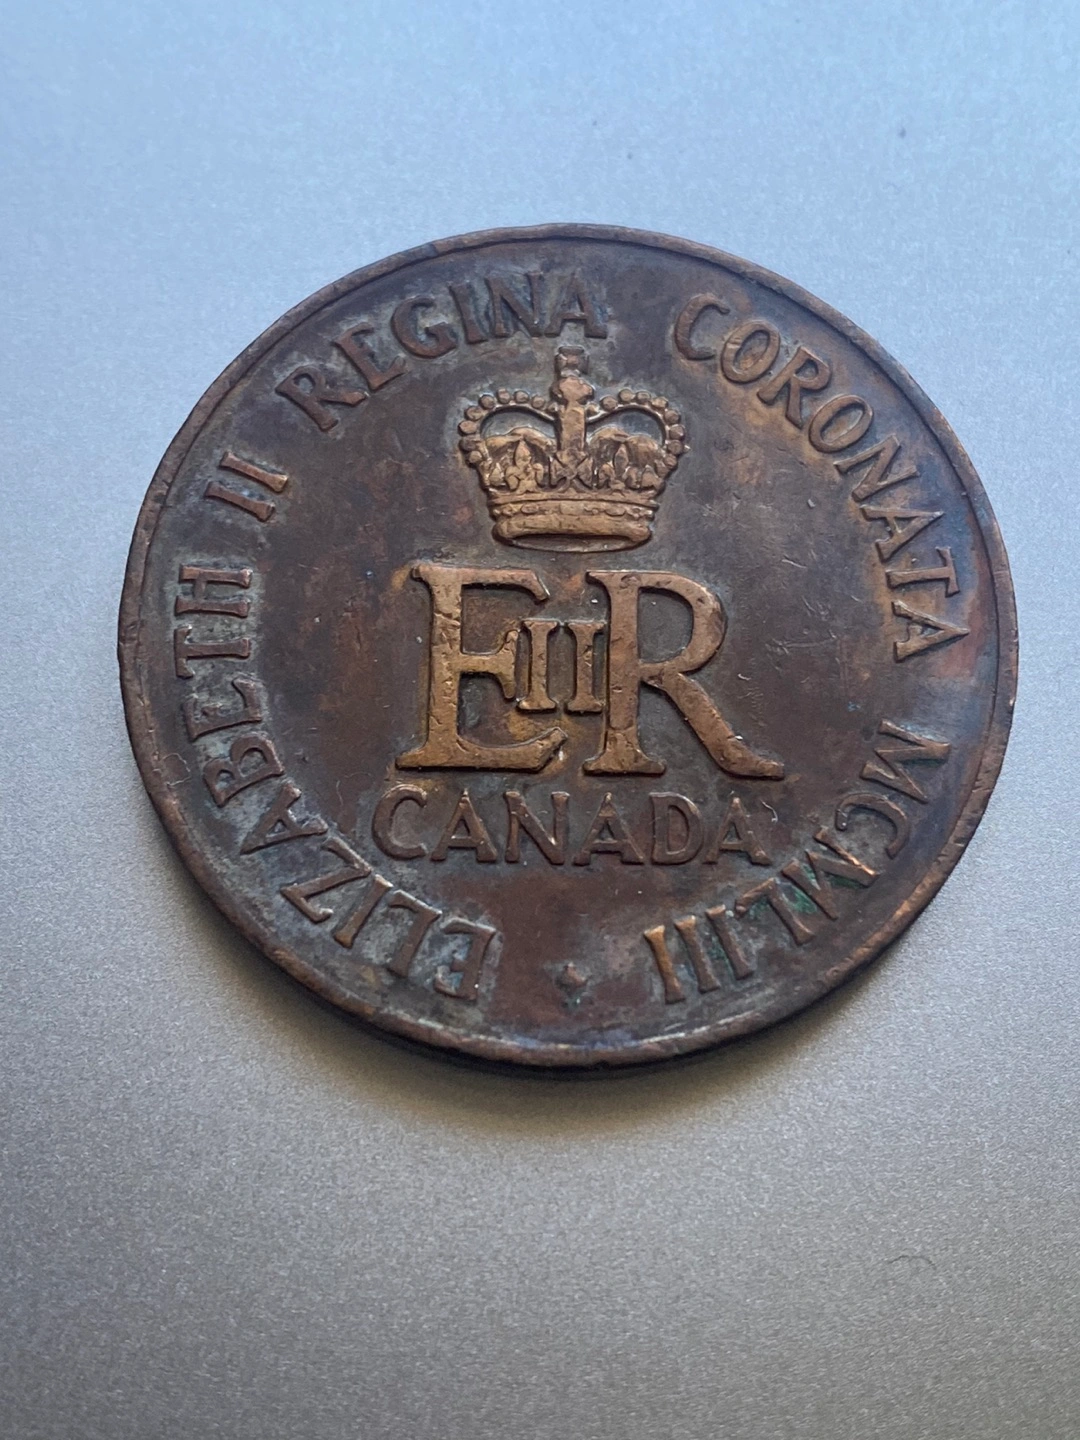 ELIZABETH II REGINA CORONATA MCMLIII
EIIR
CANADA